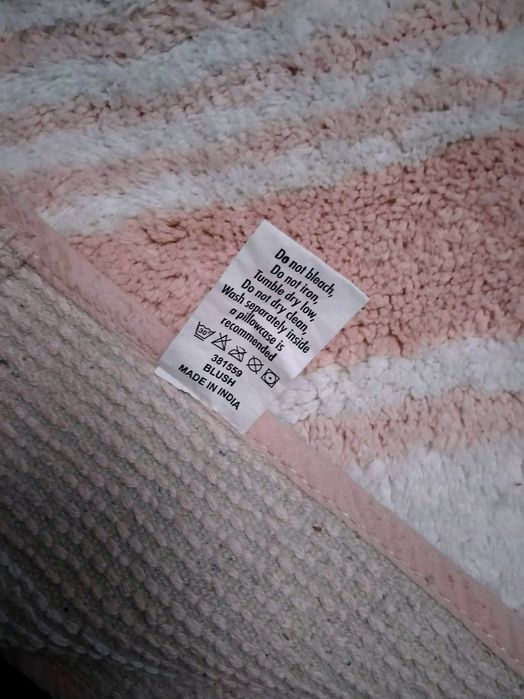 Do not bleach,
Do not iron,
Tumble dry low,
Do not dry clean,
Wash separately inside
a pillowcase is
recommended
30°
381559
BLUSH
MADE IN INDIA